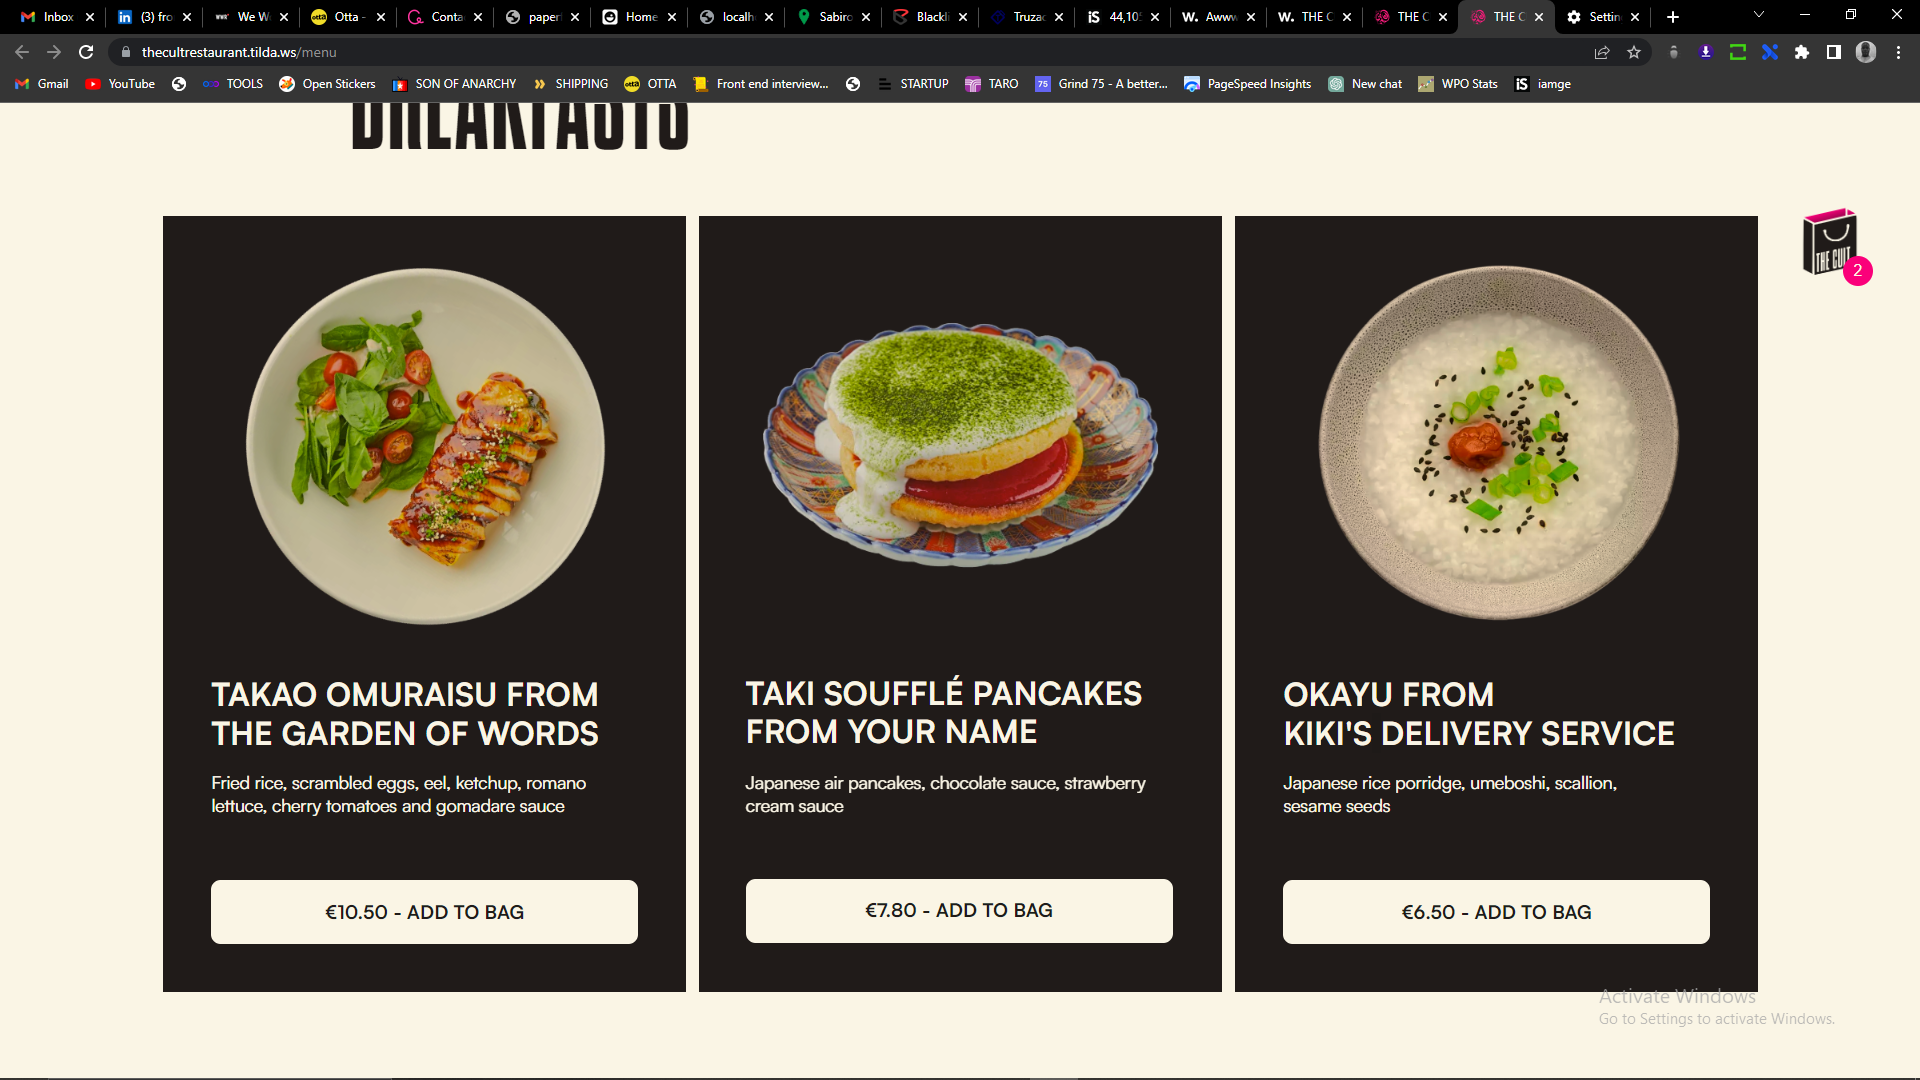 Inbox
(3) fro
We W
Otta -
Conta
paper
Home
localh
Sabiro
Blackli
Truzac
44,105
Awww
THE C
THE C
THE C
Settin
thecultrestaurant.tilda.ws/menu
Gmail
YouTube
TOOLS
Open Stickers
SON OF ANARCHY
SHIPPING
OTTA
Front end interview...
STARTUP
TARO
75
Grind 75 - A better...
PageSpeed Insights
New chat
WPO Stats
iamge
BREAKFASTS
THE CULT
2
TAKAO OMURAISU FROM
THE GARDEN OF WORDS
Fried rice, scrambled eggs, eel, ketchup, romano
lettuce, cherry tomatoes and gomadare sauce
€10.50 - ADD TO BAG
TAKI SOUFFLÉ PANCAKES
FROM YOUR NAME
Japanese air pancakes, chocolate sauce, strawberry
cream sauce
€7.80 - ADD TO BAG
OKAYU FROM
KIKI'S DELIVERY SERVICE
Japanese rice porridge, umeboshi, scallion,
sesame seeds
€6.50 - ADD TO BAG
Activate Windows
Go to Settings to activate Windows.